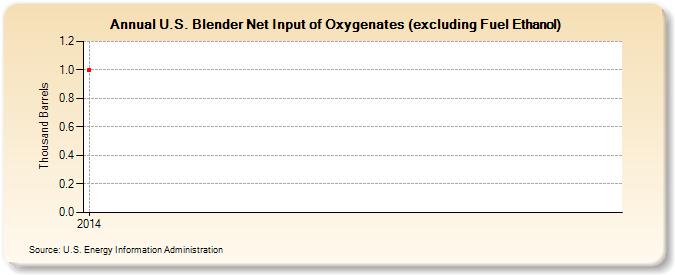 Annual U.S. Blender Net Input of Oxygenates (excluding Fuel Ethanol)
Thousand Barrels
1.2
1.0
0.8
0.6
0.4
0.2
0.0
2014
Source: U.S. Energy Information Administration